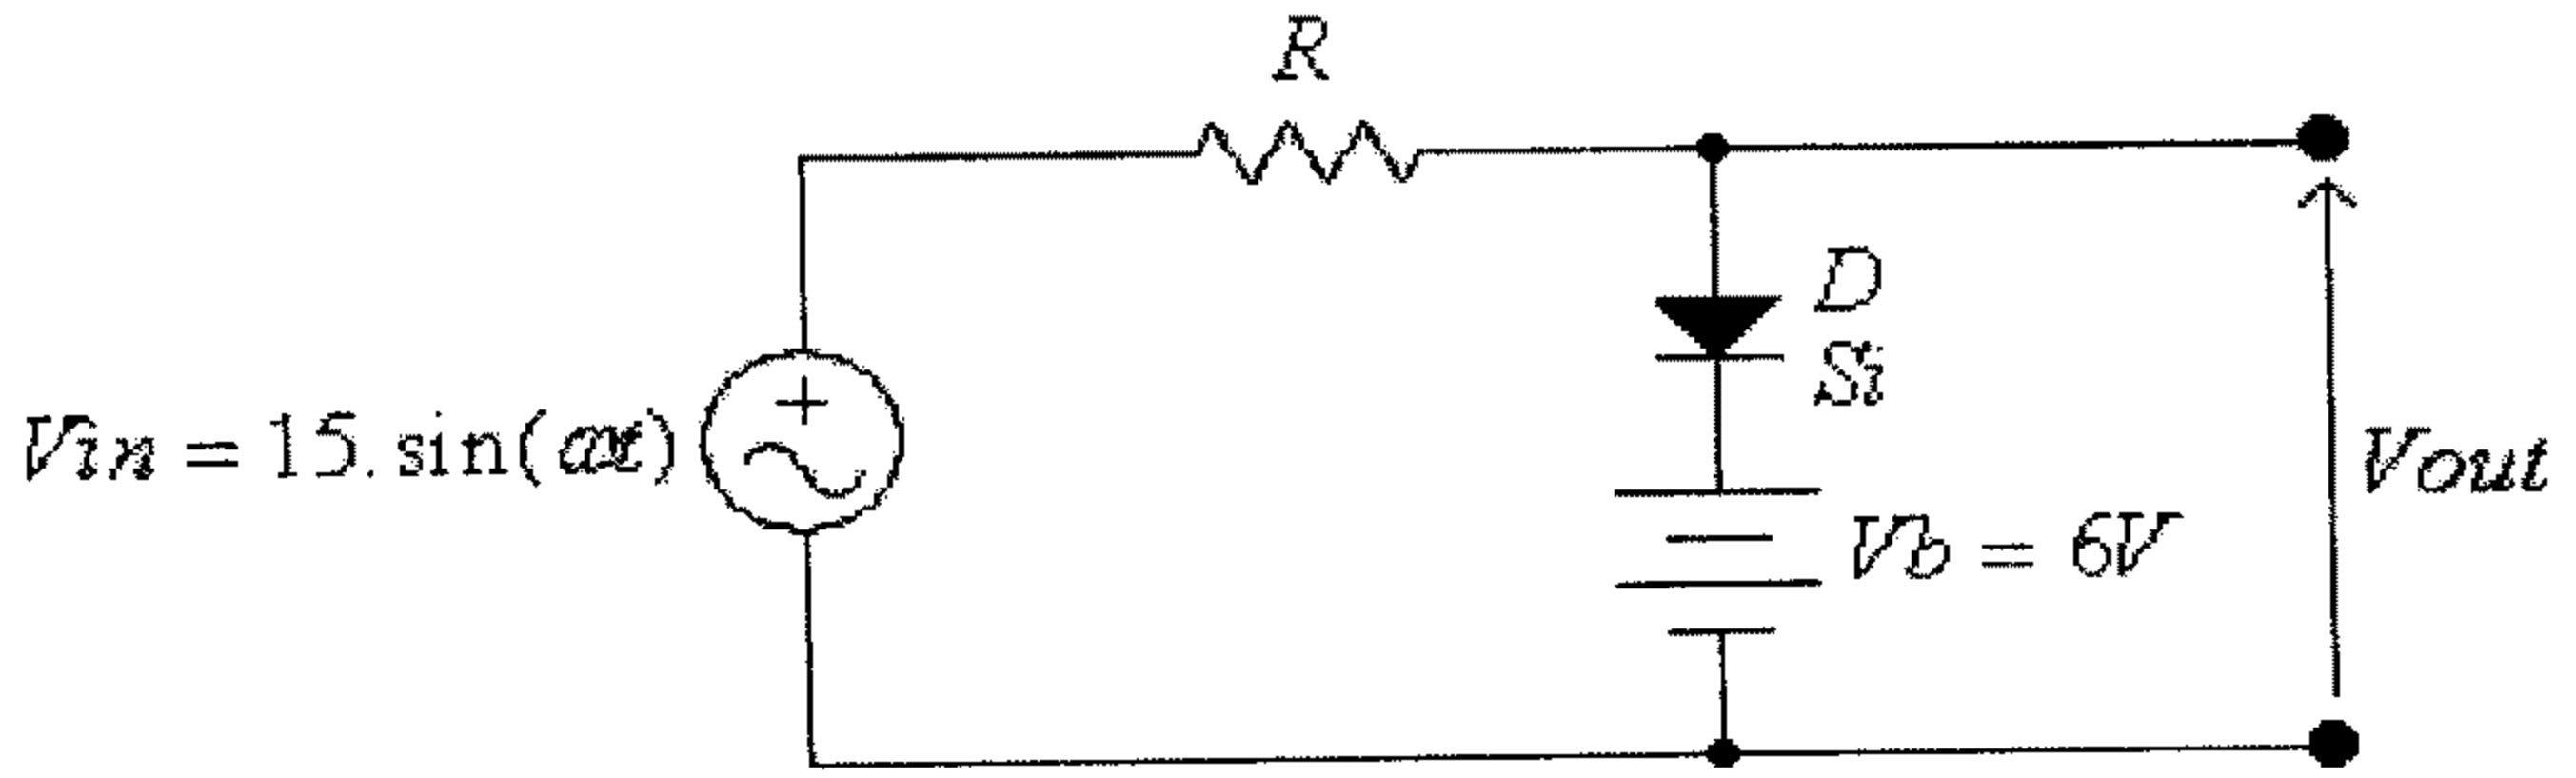 R
D
Si
Vin = 15. sin(ωt)
Vout
Vb = 6V